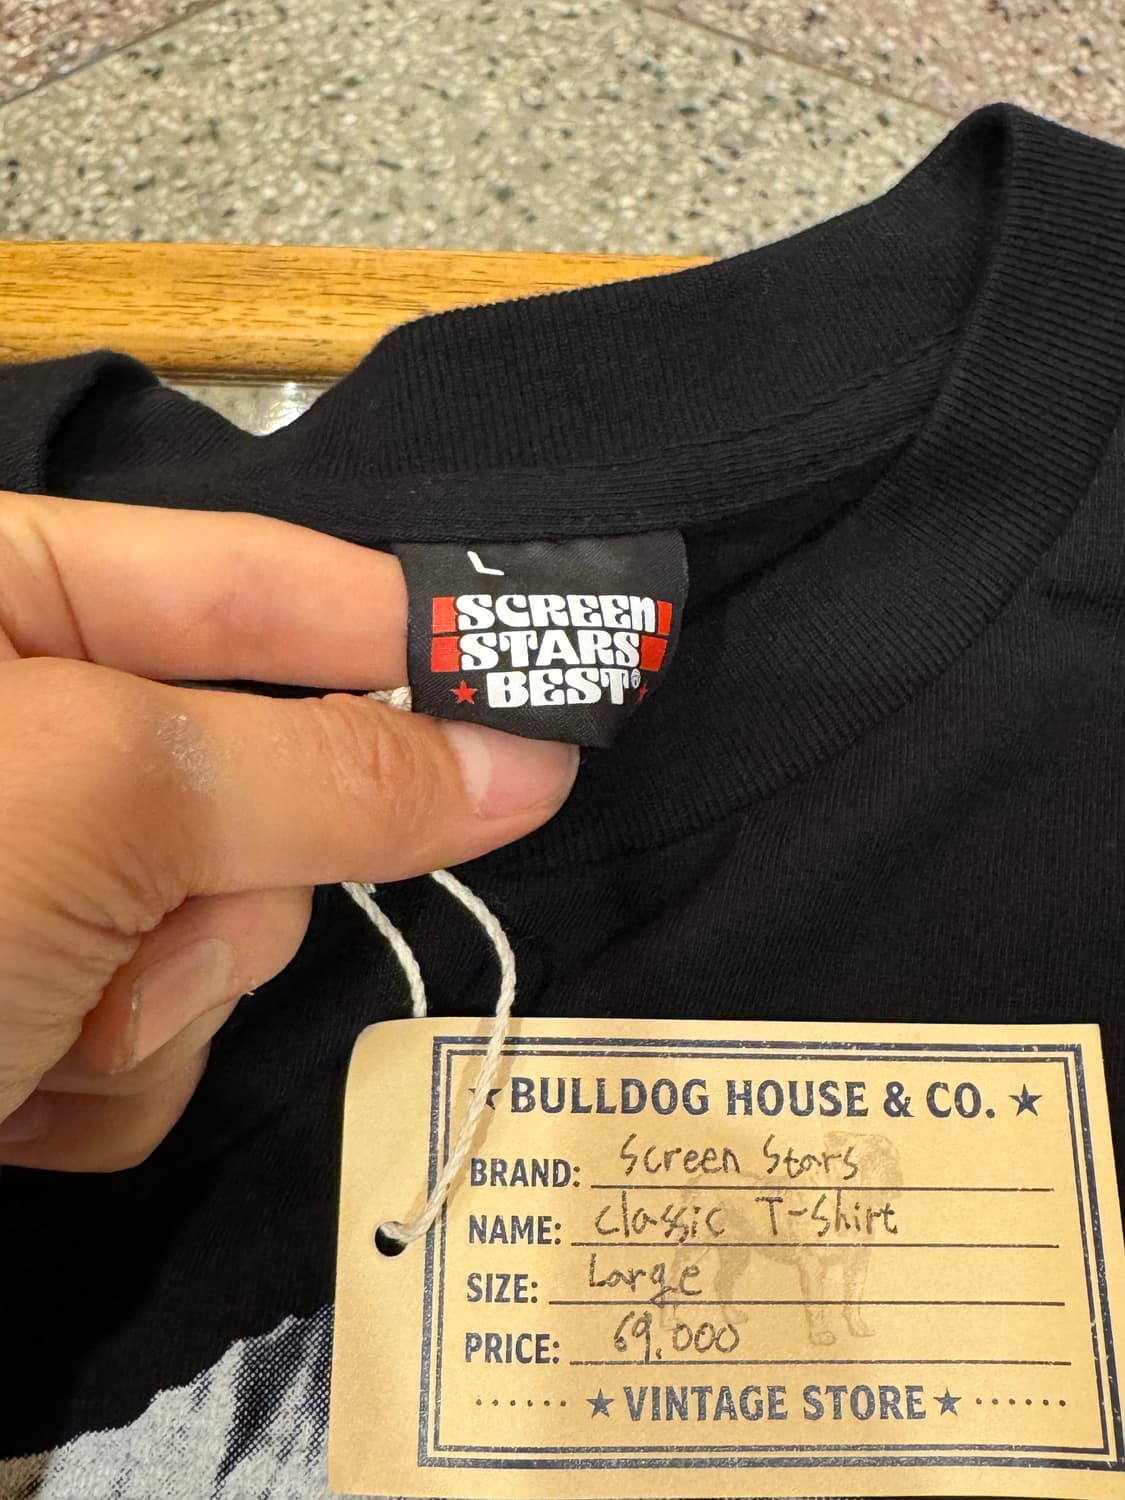 L
SCREEN
STARS
★ BEST® ★
★ BULLDOG HOUSE & CO. ★
BRAND: Screen Stars
NAME: Classic T-Shirt
SIZE: Large
PRICE: 69,000
...... ★ VINTAGE STORE ★ ......